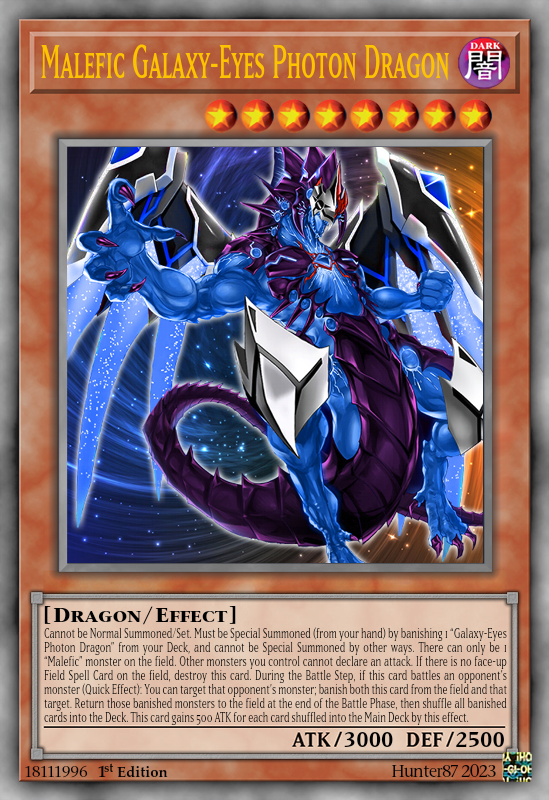 MALEFIC GALAXY-EYES PHOTON DRAGON
DARK
闇
[DRAGON/EFFECT]
Cannot be Normal Summoned/Set. Must be Special Summoned (from your hand) by banishing 1 "Galaxy-Eyes
Photon Dragon" from your Deck, and cannot be Special Summoned by other ways. There can only be 1
"Malefic" monster on the field. Other monsters you control cannot declare an attack. If there is no face-up
Field Spell Card on the field, destroy this card. During the Battle Step, if this card battles an opponent's
monster (Quick Effect): You can target that opponent's monster; banish both this card from the field and that
target. Return those banished monsters to the field at the end of the Battle Phase, then shuffle all banished
cards into the Deck. This card gains 500 ATK for each card shuffled into the Main Deck by this effect.
ATK/3000 DEF/2500
18111996 1st Edition
Hunter87 2023